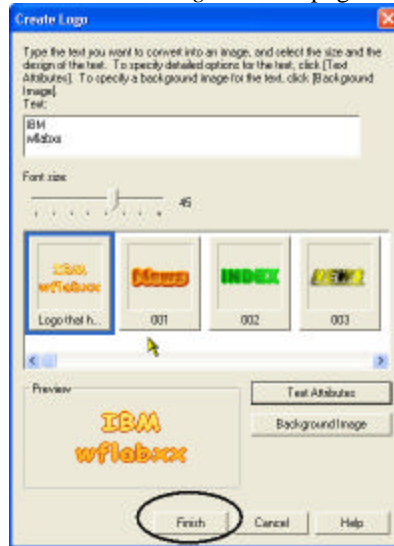 Create Logo
Type the text you want to convert into an image, and select the size and the
design of the text. To specify detailed options for the text, click [Text
Attributes]. To specify a background image for the text, click [Background
Image].
Text:
IBM
wflabxx
Font size:
45
IBM
wflabxx
News
INDEX
NEW!
Logo that h...
001
002
003
Preview
Text Attributes
IBM
wflabxx
Background Image
Finish
Cancel
Help